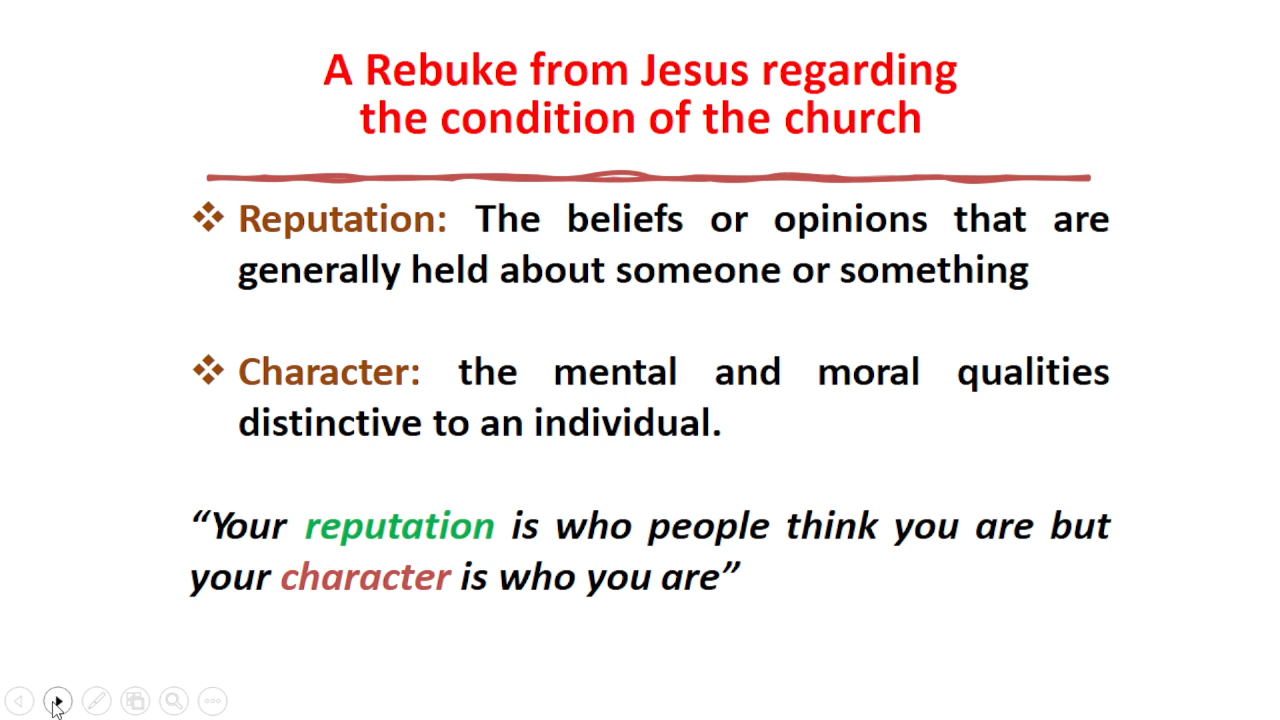 A Rebuke from Jesus regarding
the condition of the church
Reputation: The beliefs or opinions that are
generally held about someone or something
Character: the mental and moral qualities
distinctive to an individual.
“Your reputation is who people think you are but
your character is who you are”